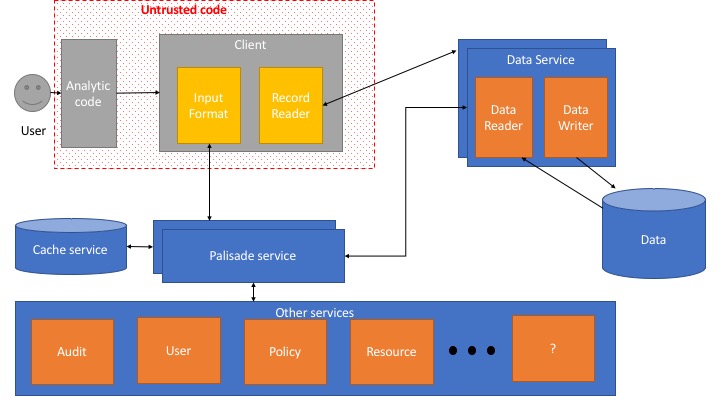 Untrusted code
Client
Data Service
Analytic
code
Input
Format
Record
Reader
Data
Reader
Data
Writer
User
Cache service
Palisade service
Data
Other services
Audit
User
Policy
Resource
?